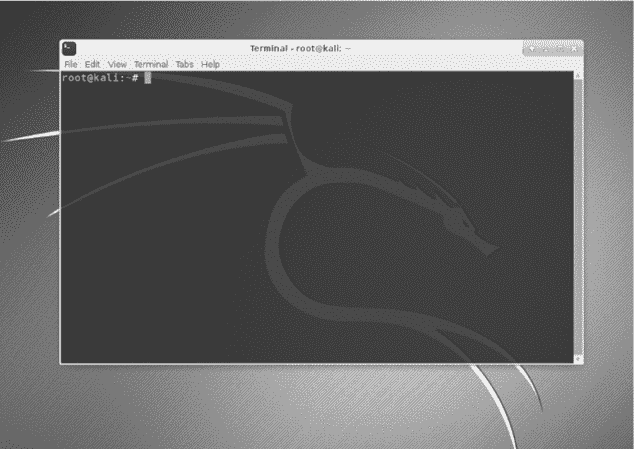 Terminal - root@kali: ~
File Edit View Terminal Tabs Help
root@kali:~#